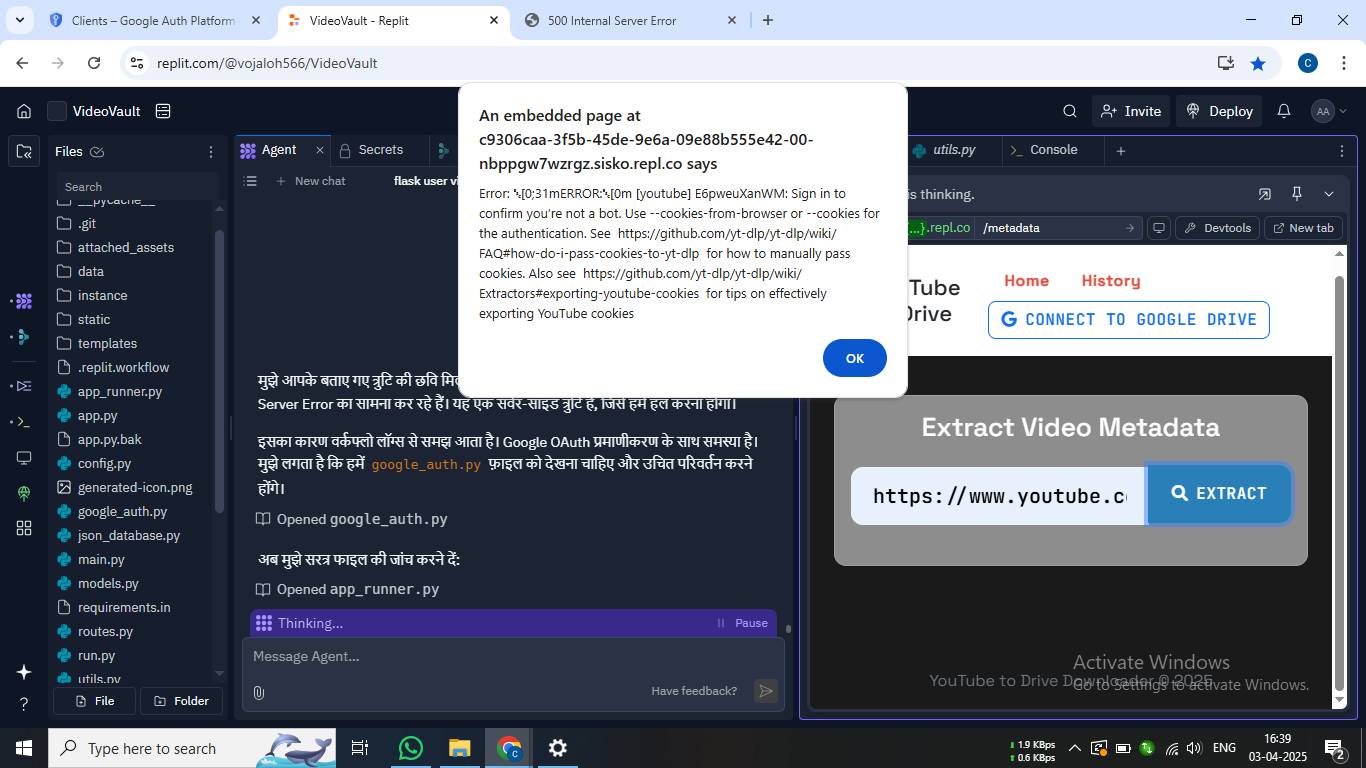 Clients – Google Auth Platform
VideoVault - Replit
500 Internal Server Error
replit.com/@vojaloh566/VideoVault
VideoVault
Invite
Deploy
AA
Files
Search
__pycache__
.git
attached_assets
data
instance
static
templates
.replit.workflow
app_runner.py
app.py
app.py.bak
config.py
generated-icon.png
google_auth.py
json_database.py
main.py
models.py
requirements.in
routes.py
run.py
utils.py
File
Folder
Agent
Secrets
New chat
flask user vi
An embedded page at
c9306caa-3f5b-45de-9e6a-09e88b555e42-00-
nbppgw7wzrgz.sisko.repl.co says
Error: ␛[0;31mERROR:␛[0m [youtube] E6pweuXanWM: Sign in to
confirm you’re not a bot. Use --cookies-from-browser or --cookies for
the authentication. See https://github.com/yt-dlp/yt-dlp/wiki/
FAQ#how-do-i-pass-cookies-to-yt-dlp for how to manually pass
cookies. Also see https://github.com/yt-dlp/yt-dlp/wiki/
Extractors#exporting-youtube-cookies for tips on effectively
exporting YouTube cookies
OK
मुझे आपके बताए गए त्रुटि की छवि
Server Error का सामना कर रहे हैं। यह एक सर्वर-साइड त्रुटि है, जिसे हमें हल करना होगा।
इसका कारण वर्कफ्लो लॉग्स से समझ आता है। Google OAuth प्रमाणीकरण के साथ समस्या है।
मुझे लगता है कि हमें google_auth.py फ़ाइल को देखना चाहिए और उचित परिवर्तन करने
होंगे।
Opened google_auth.py
अब मुझे सरत्र फाइल की जांच करने दें:
Opened app_runner.py
Thinking...
Pause
Message Agent...
Have feedback?
utils.py
Console
is thinking.
...}.repl.co
/metadata
Devtools
New tab
Tube
Drive
Home
History
CONNECT TO GOOGLE DRIVE
Extract Video Metadata
https://www.youtube.c
EXTRACT
YouTube to Drive Downloader © 2025
Activate Windows
Go to Settings to activate Windows.
Type here to search
1.9 KBps
0.6 KBps
ENG
16:39
03-04-2025
2